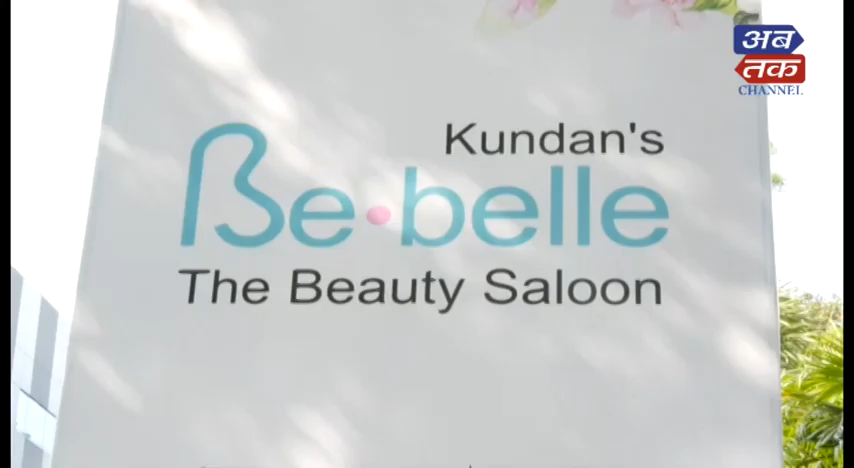 अब
तक
CHANNEL
Kundan's
Be·belle
The Beauty Saloon